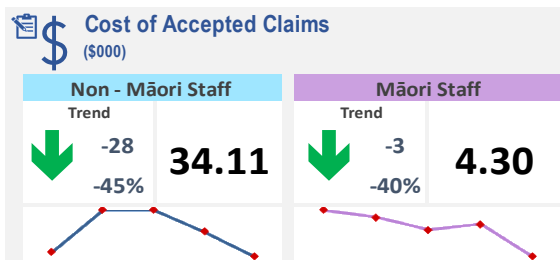 Cost of Accepted Claims
($000)
Non - Māori Staff
Trend
-28
-45%
34.11
Māori Staff
Trend
-3
-40%
4.30